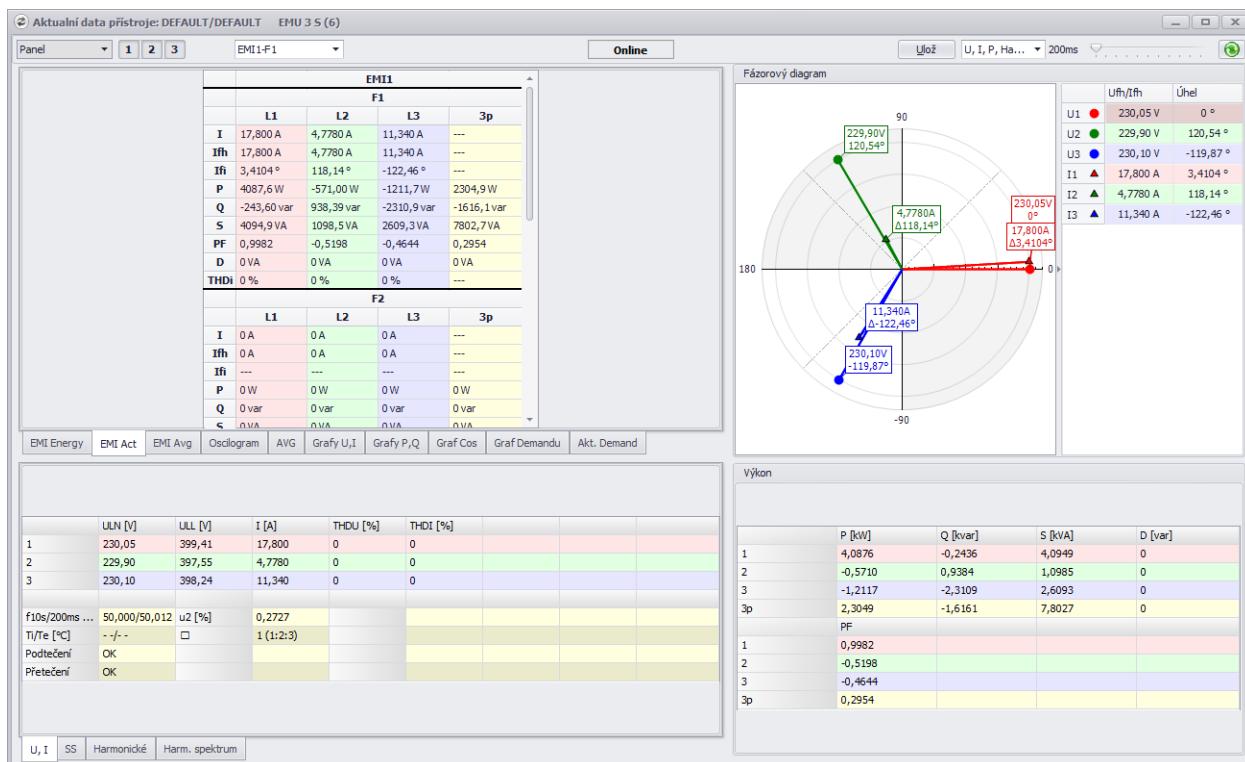 Aktualní data přístroje: DEFAULT/DEFAULT EMU 3 S (6)
Panel 1 2 3 EMI1-F1 Online Ulož U, I, P, Ha... 200ms
EMI1
F1
L1 L2 L3 3p
I 17,800 A 4,7780 A 11,340 A ---
Ifh 17,800 A 4,7780 A 11,340 A ---
Ifi 3,4104 ° 118,14 ° -122,46 ° ---
P 4087,6 W -571,00 W -1211,7 W 2304,9 W
Q -243,60 var 938,39 var -2310,9 var -1616,1 var
S 4094,9 VA 1098,5 VA 2609,3 VA 7802,7 VA
PF 0,9982 -0,5198 -0,4644 0,2954
D 0 VA 0 VA 0 VA 0 VA
THDi 0 % 0 % 0 % ---
F2
L1 L2 L3 3p
I 0 A 0 A 0 A ---
Ifh 0 A 0 A 0 A ---
Ifi --- --- --- ---
P 0 W 0 W 0 W 0 W
Q 0 var 0 var 0 var 0 var
S 0 VA 0 VA 0 VA 0 VA
EMI Energy EMI Act EMI Avg Oscilogram AVG Grafy U,I Grafy P,Q Graf Cos Graf Demandu Akt. Demand
Fázorový diagram
90
229,90V
120,54°
4,7780A
Δ118,14°
230,05V
0°
17,800A
Δ3,4104°
180
0
11,340A
Δ-122,46°
230,10V
-119,87°
-90
Ufh/Ifh Úhel
U1 230,05 V 0 °
U2 229,90 V 120,54 °
U3 230,10 V -119,87 °
I1 17,800 A 3,4104 °
I2 4,7780 A 118,14 °
I3 11,340 A -122,46 °
ULN [V] ULL [V] I [A] THDU [%] THDI [%]
1 230,05 399,41 17,800 0 0
2 229,90 397,55 4,7780 0 0
3 230,10 398,24 11,340 0 0
f10s/200ms ... 50,000/50,012 u2 [%] 0,2727
Ti/Te [°C] - -/- - □ 1 (1:2:3)
Podtečení OK
Přetečení OK
U, I SS Harmonické Harm. spektrum
Výkon
P [kW] Q [kvar] S [kVA] D [var]
1 4,0876 -0,2436 4,0949 0
2 -0,5710 0,9384 1,0985 0
3 -1,2117 -2,3109 2,6093 0
3p 2,3049 -1,6161 7,8027 0
PF
1 0,9982
2 -0,5198
3 -0,4644
3p 0,2954